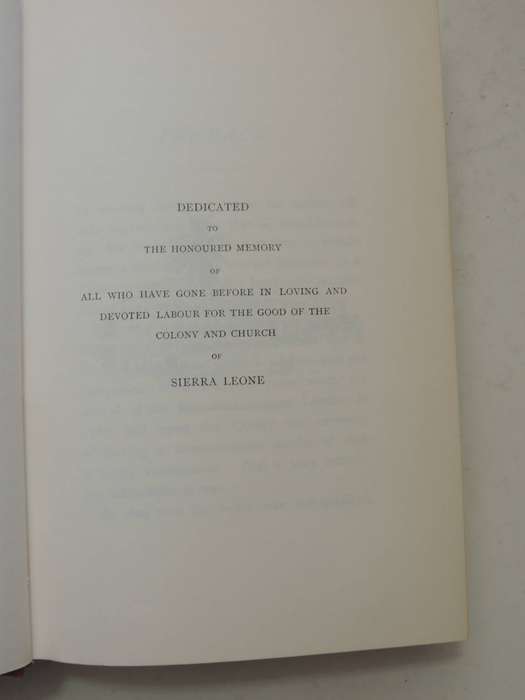 DEDICATED
TO
THE HONOURED MEMORY
OF
ALL WHO HAVE GONE BEFORE IN LOVING AND
DEVOTED LABOUR FOR THE GOOD OF THE
COLONY AND CHURCH
OF
SIERRA LEONE